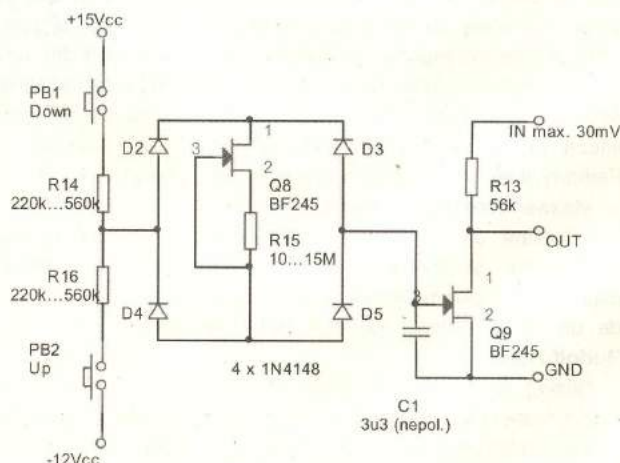 +15Vcc
PB1
Down
IN max. 30mV
D2
3
1
D3
2
Q8
BF245
R14
220k...560k
R13
56k
R15
10...15M
OUT
R16
220k...560k
D4
D5
3
1
2
Q9
BF245
PB2
Up
4 x 1N4148
GND
C1
3u3 (nepol.)
-12Vcc